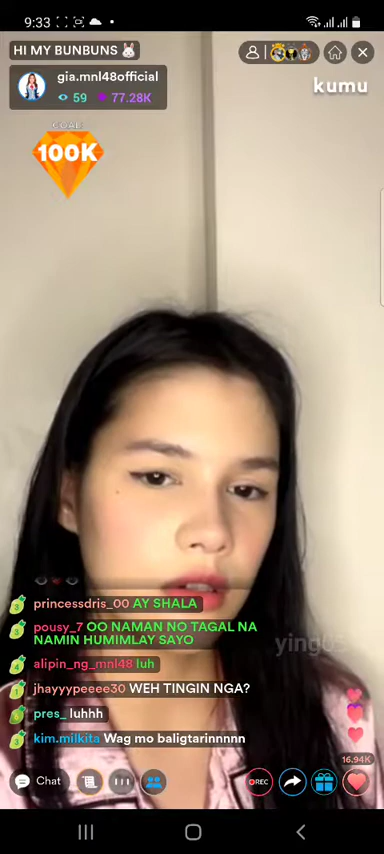 9:33
HI MY BUNBUNS 🐰
gia.mnl48official
59 77.28K
kumu
GOAL:
100K
princessdris_00 AY SHALA
pousy_7 OO NAMAN NO TAGAL NA
NAMIN HUMIMLAY SAYO
alipin_ng_mnl48 luh
jhayyypeeee30 WEH TINGIN NGA?
pres_ luhhh
kim.milkita Wag mo baligtarinnnnn
16.94K
Chat
REC